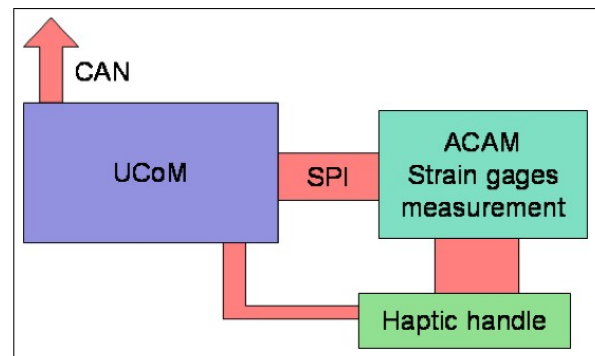 CAN
UCoM
SPI
ACAM
Strain gages
measurement
Haptic handle